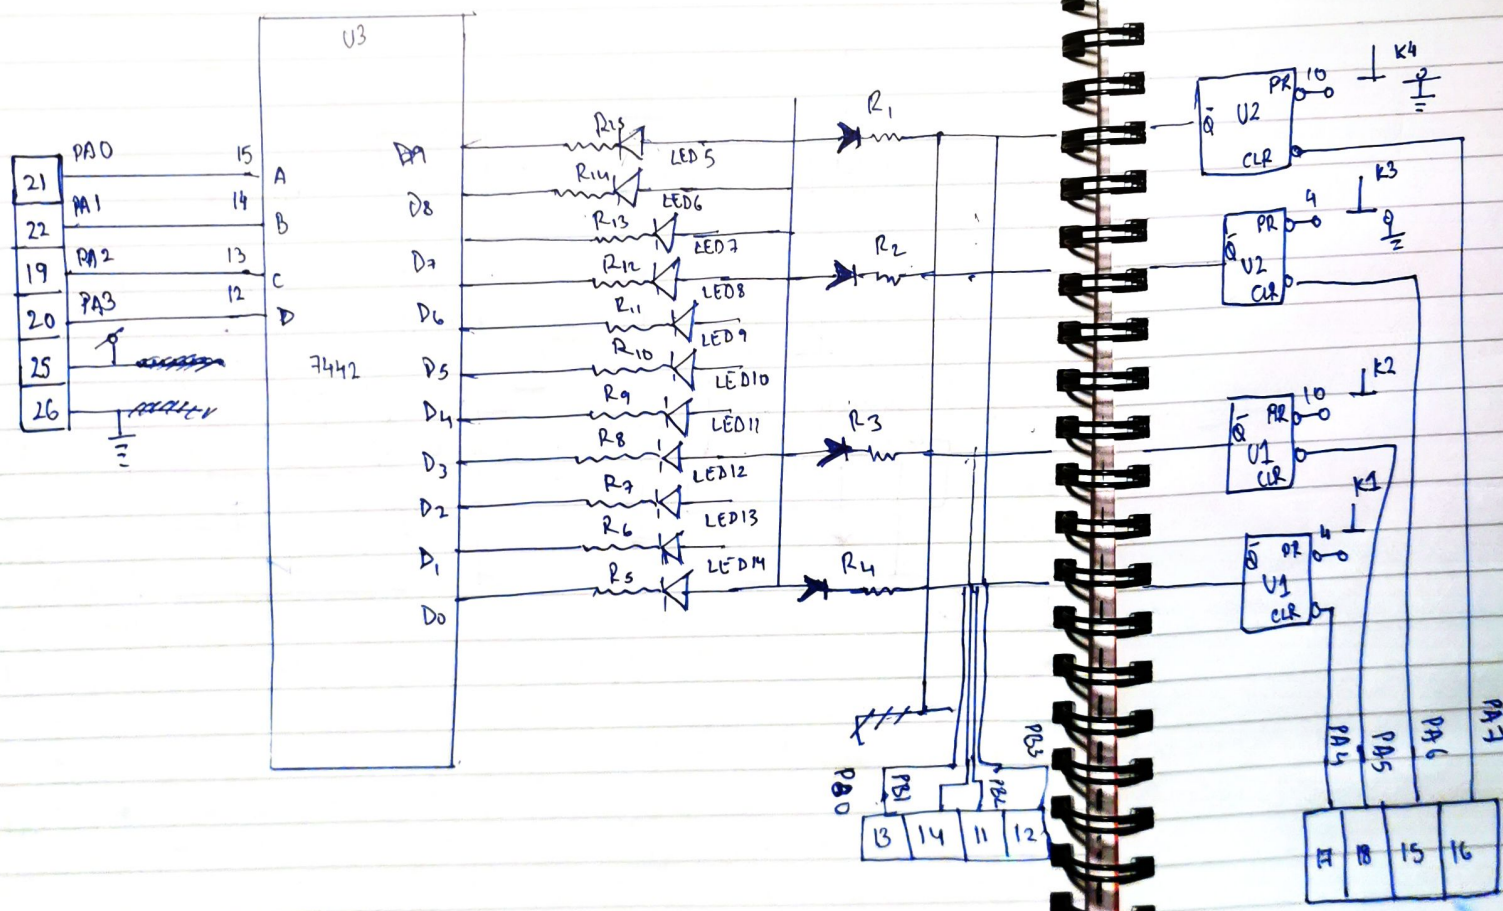 U3
21 PA0 15 A
22 PA1 14 B
19 PA2 13 C
20 PA3 12 D
25
26
7442
D9 R15 LED5
D8 R14 LED6
R13 LED7
D7 R12 LED8
D6 R11 LED9
D5 R10 LED10
D4 R9 LED11
D3 R8 LED12
D2 R7 LED13
D1 R6 LED14
D0 R5
R1
R2
R3
R4
Q̄ U2 PR 10 K4
CLR
Q̄ U2 PR 4 K3
CLR
Q̄ U1 PR 10 K2
CLR
Q̄ U1 PR 4 K1
CLR
PB0 PB1 PB2 PB3
13 14 11 12
PA4 PA5 PA6 PA7
17 18 15 16